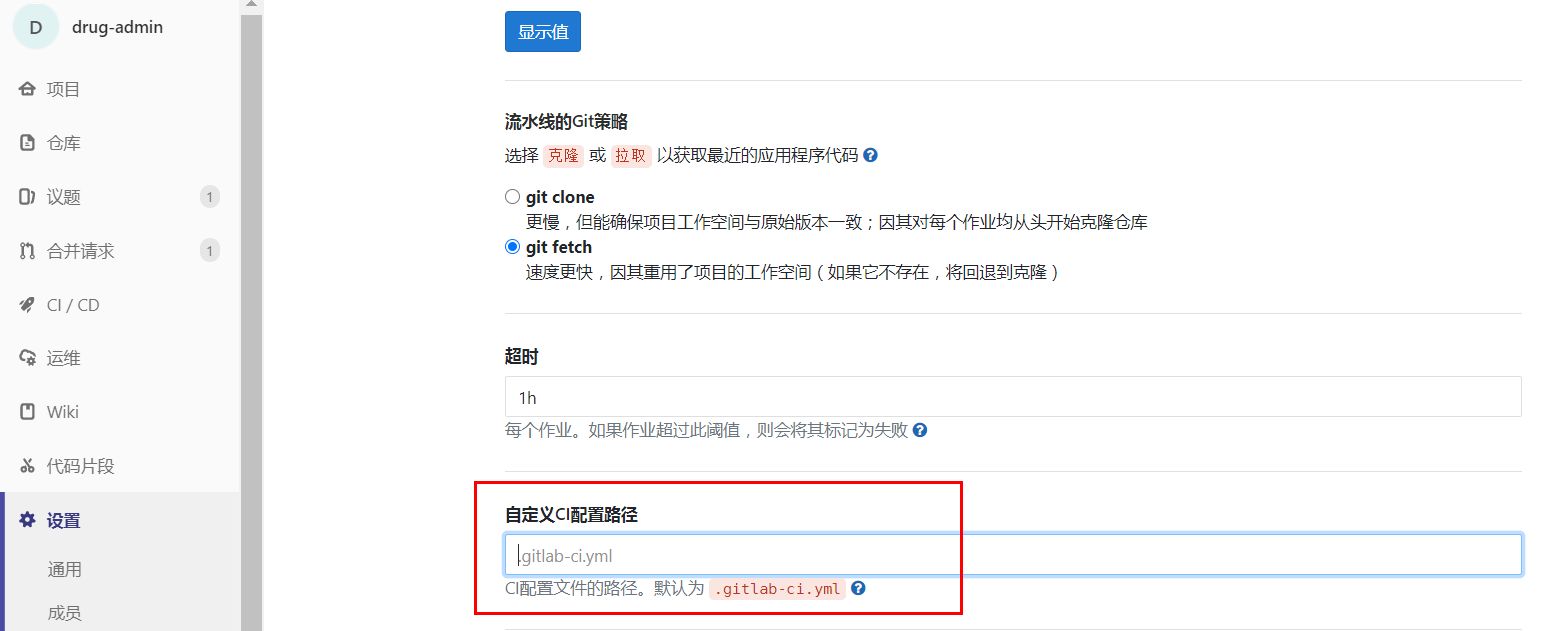 D drug-admin
项目
仓库
议题 1
合并请求 1
CI / CD
运维
Wiki
代码片段
设置
通用
成员
显示值
流水线的Git策略
选择 克隆 或 拉取 以获取最近的应用程序代码 ?
git clone
更慢，但能确保项目工作空间与原始版本一致；因其对每个作业均从头开始克隆仓库
git fetch
速度更快，因其重用了项目的工作空间（如果它不存在，将回退到克隆）
超时
1h
每个作业。如果作业超过此阈值，则会将其标记为失败 ?
自定义CI配置路径
.gitlab-ci.yml
CI配置文件的路径。默认为 .gitlab-ci.yml ?